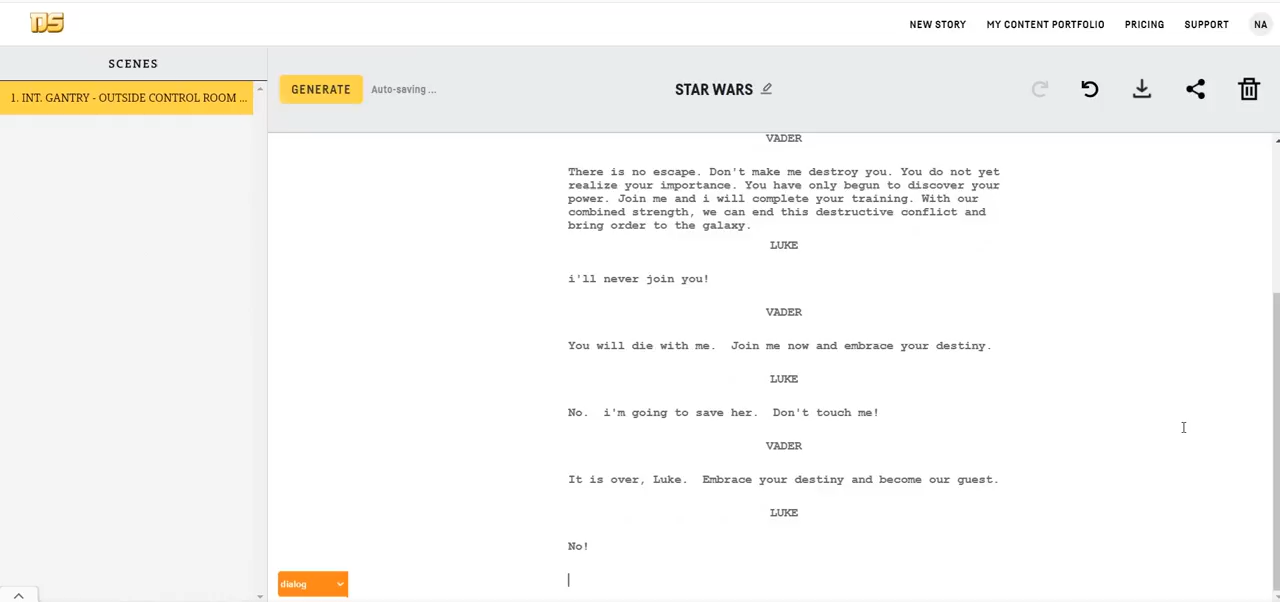 DS
NEW STORY
MY CONTENT PORTFOLIO
PRICING
SUPPORT
NA
SCENES
1. INT. GANTRY - OUTSIDE CONTROL ROOM ...
GENERATE
Auto-saving ...
STAR WARS
VADER
There is no escape. Don't make me destroy you. You do not yet
realize your importance. You have only begun to discover your
power. Join me and i will complete your training. With our
combined strength, we can end this destructive conflict and
bring order to the galaxy.
LUKE
i'll never join you!
VADER
You will die with me.  Join me now and embrace your destiny.
LUKE
No.  i'm going to save her.  Don't touch me!
VADER
It is over, Luke.  Embrace your destiny and become our guest.
LUKE
No!
dialog